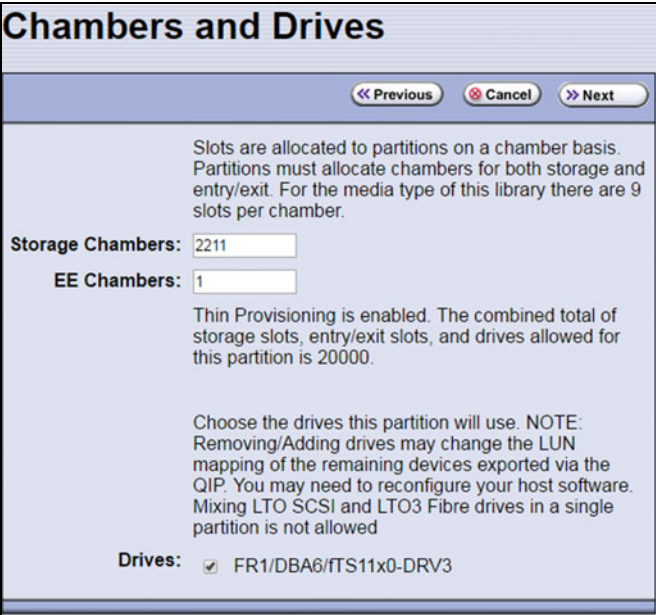 Chambers and Drives
Previous Cancel Next
Slots are allocated to partitions on a chamber basis.
Partitions must allocate chambers for both storage and
entry/exit. For the media type of this library there are 9
slots per chamber.
Storage Chambers: 2211
EE Chambers: 1
Thin Provisioning is enabled. The combined total of
storage slots, entry/exit slots, and drives allowed for
this partition is 20000.
Choose the drives this partition will use. NOTE:
Removing/Adding drives may change the LUN
mapping of the remaining devices exported via the
QIP. You may need to reconfigure your host software.
Mixing LTO SCSI and LTO3 Fibre drives in a single
partition is not allowed
Drives: FR1/DBA6/fTS11x0-DRV3